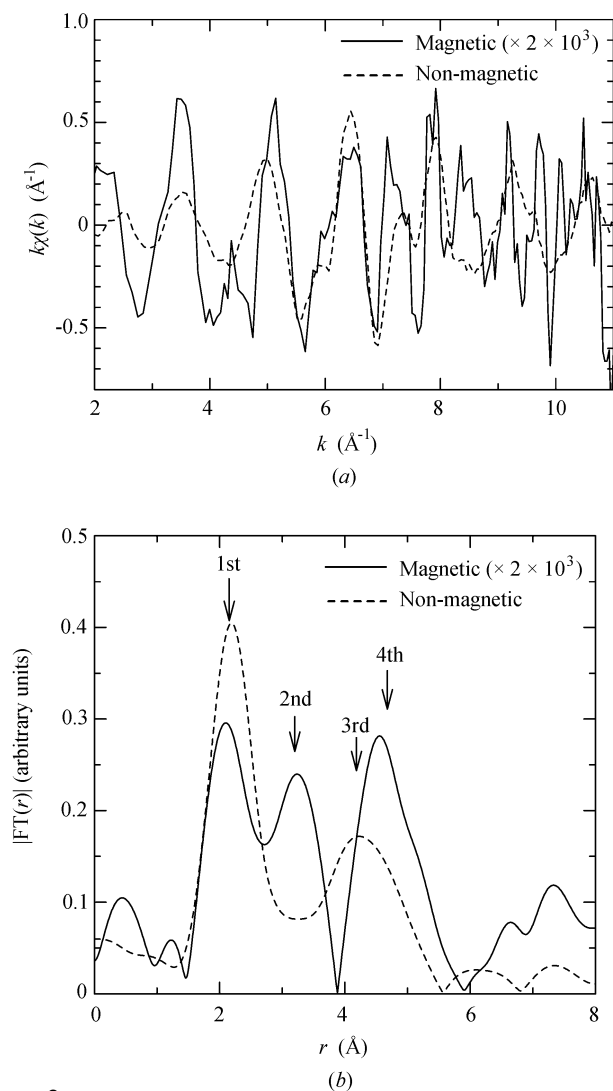 1.0
0.5
0
-0.5
kχ(k) (Å⁻¹)
Magnetic (× 2 × 10³)
Non-magnetic
2 4 6 8 10
k (Å⁻¹)
(a)
0.5
0.4
0.3
0.2
0.1
0
|FT(r)| (arbitrary units)
Magnetic (× 2 × 10³)
Non-magnetic
1st
2nd
3rd
4th
0 2 4 6 8
r (Å)
(b)